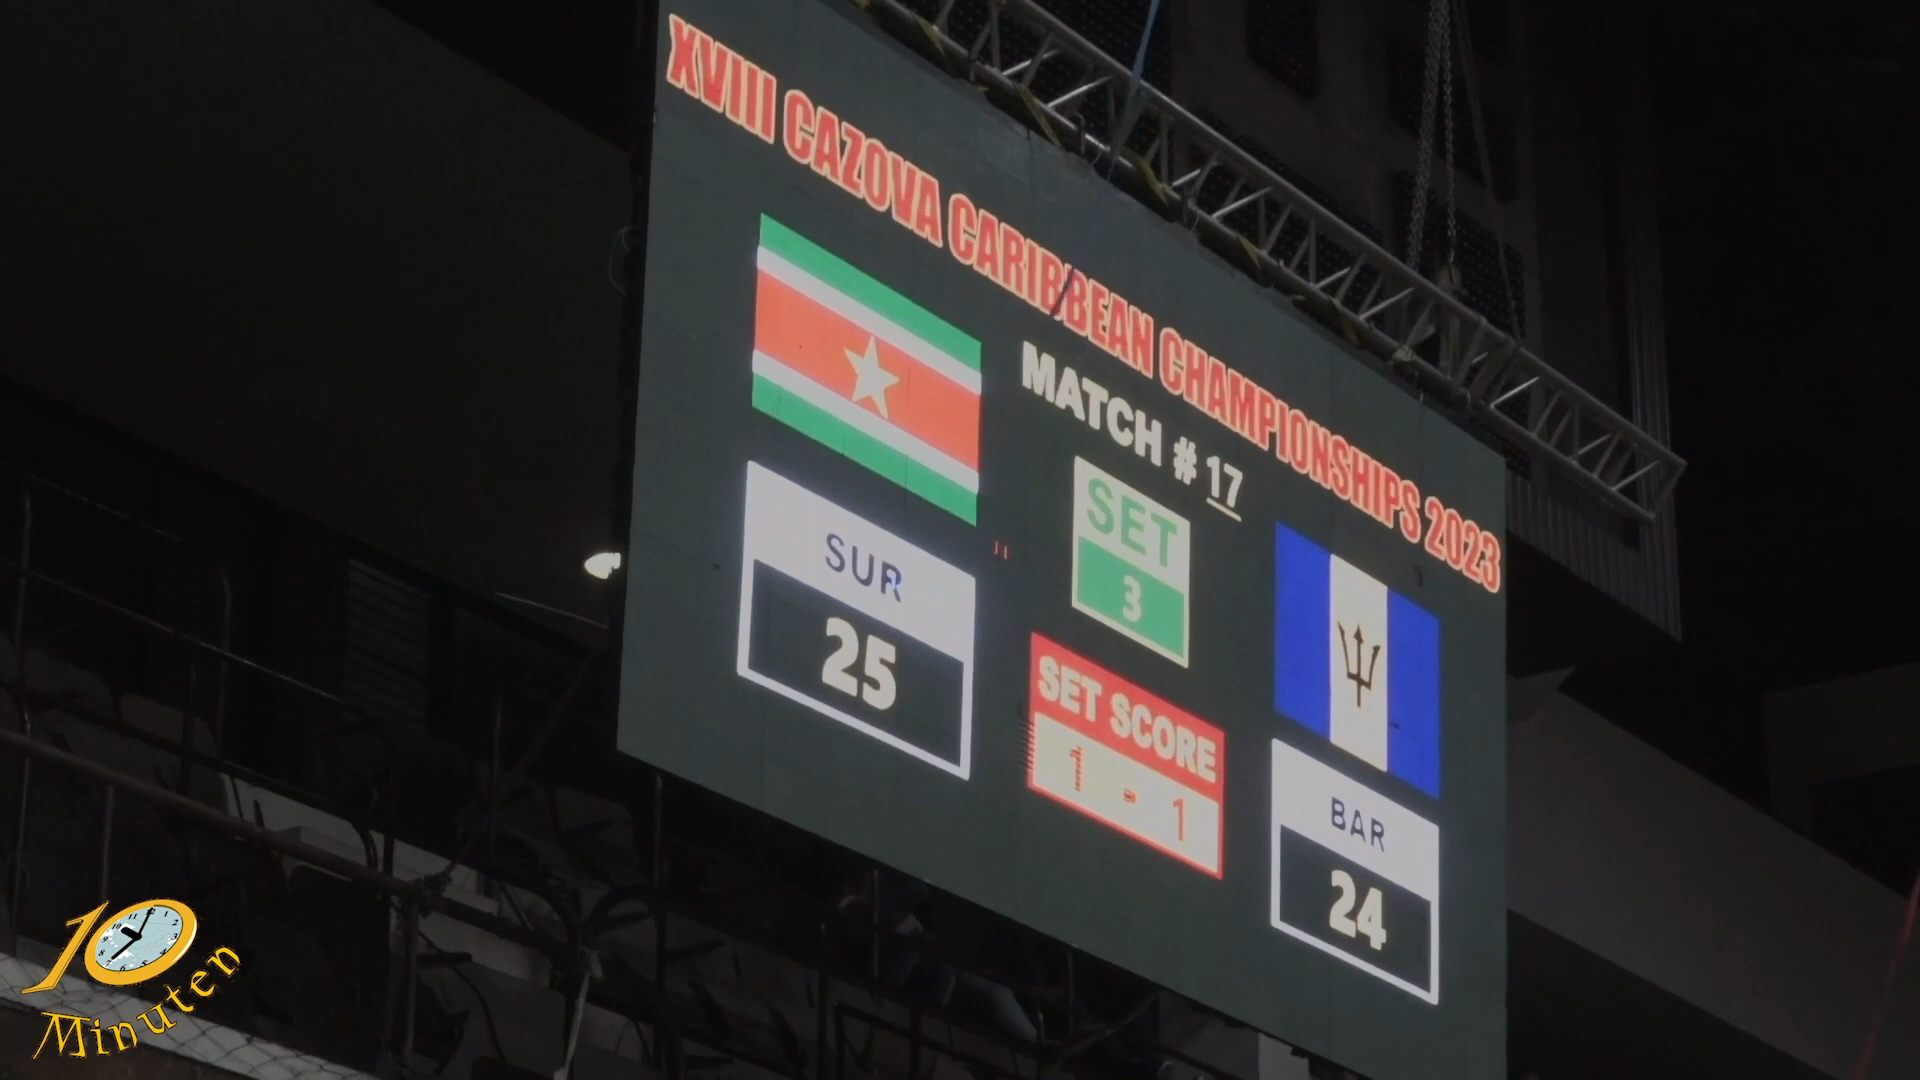 XVIII CAZOVA CARIBBEAN CHAMPIONSHIPS 2023
MATCH # 17
SET
3
SUR
25
SET SCORE
1 - 1
BAR
24
10
Minuten